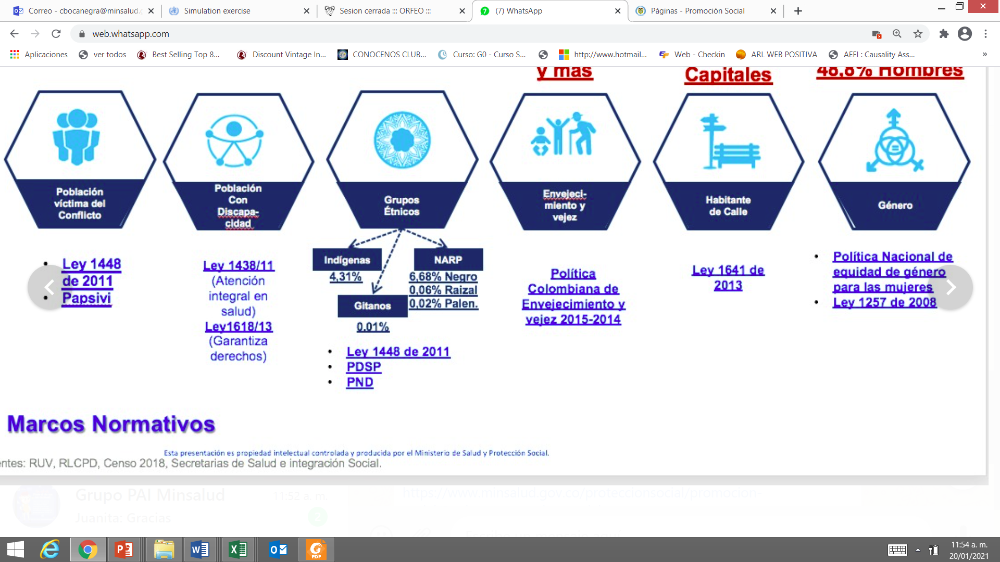 Correo - cbocanegra@minsalud.g
Simulation exercise
Sesion cerrada ::: ORFEO :::
(7) WhatsApp
Páginas - Promoción Social
web.whatsapp.com
Aplicaciones
ver todos
Best Selling Top 8...
Discount Vintage In...
CONOCENOS CLUB...
Curso: G0 - Curso S...
http://www.hotmail...
Web - Checkin
ARL WEB POSITIVA
AEFI : Causality Ass...
»
y más
Capitales
48,8% Hombres
Población
víctima del
Conflicto
Población
Con
Discapa-
cidad
Grupos
Étnicos
Envejeci-
miento y
vejez
Habitante
de Calle
Género
• Ley 1448
de 2011
• Papsivi
Ley 1438/11
(Atención
integral en
salud)
Ley1618/13
(Garantiza
derechos)
Indígenas
4,31%
NARP
6,68% Negro
0,06% Raizal
0,02% Palen.
Gitanos
0.01%
• Ley 1448 de 2011
• PDSP
• PND
Política
Colombiana de
Envejecimiento y
vejez 2015-2014
Ley 1641 de
2013
• Política Nacional de
equidad de género
para las mujeres
• Ley 1257 de 2008
Marcos Normativos
Esta presentación es propiedad intelectual controlada y producida por el Ministerio de Salud y Protección Social.
entes: RUV, RLCPD, Censo 2018, Secretarias de Salud e integración Social.
Grupo PAI Minsalud
11:52 a. m.
Juanita: Gracias
2
https://www.minsalud.gov.co/proteccionsocial/promocion
PDF
11:54 a. m.
20/01/2021